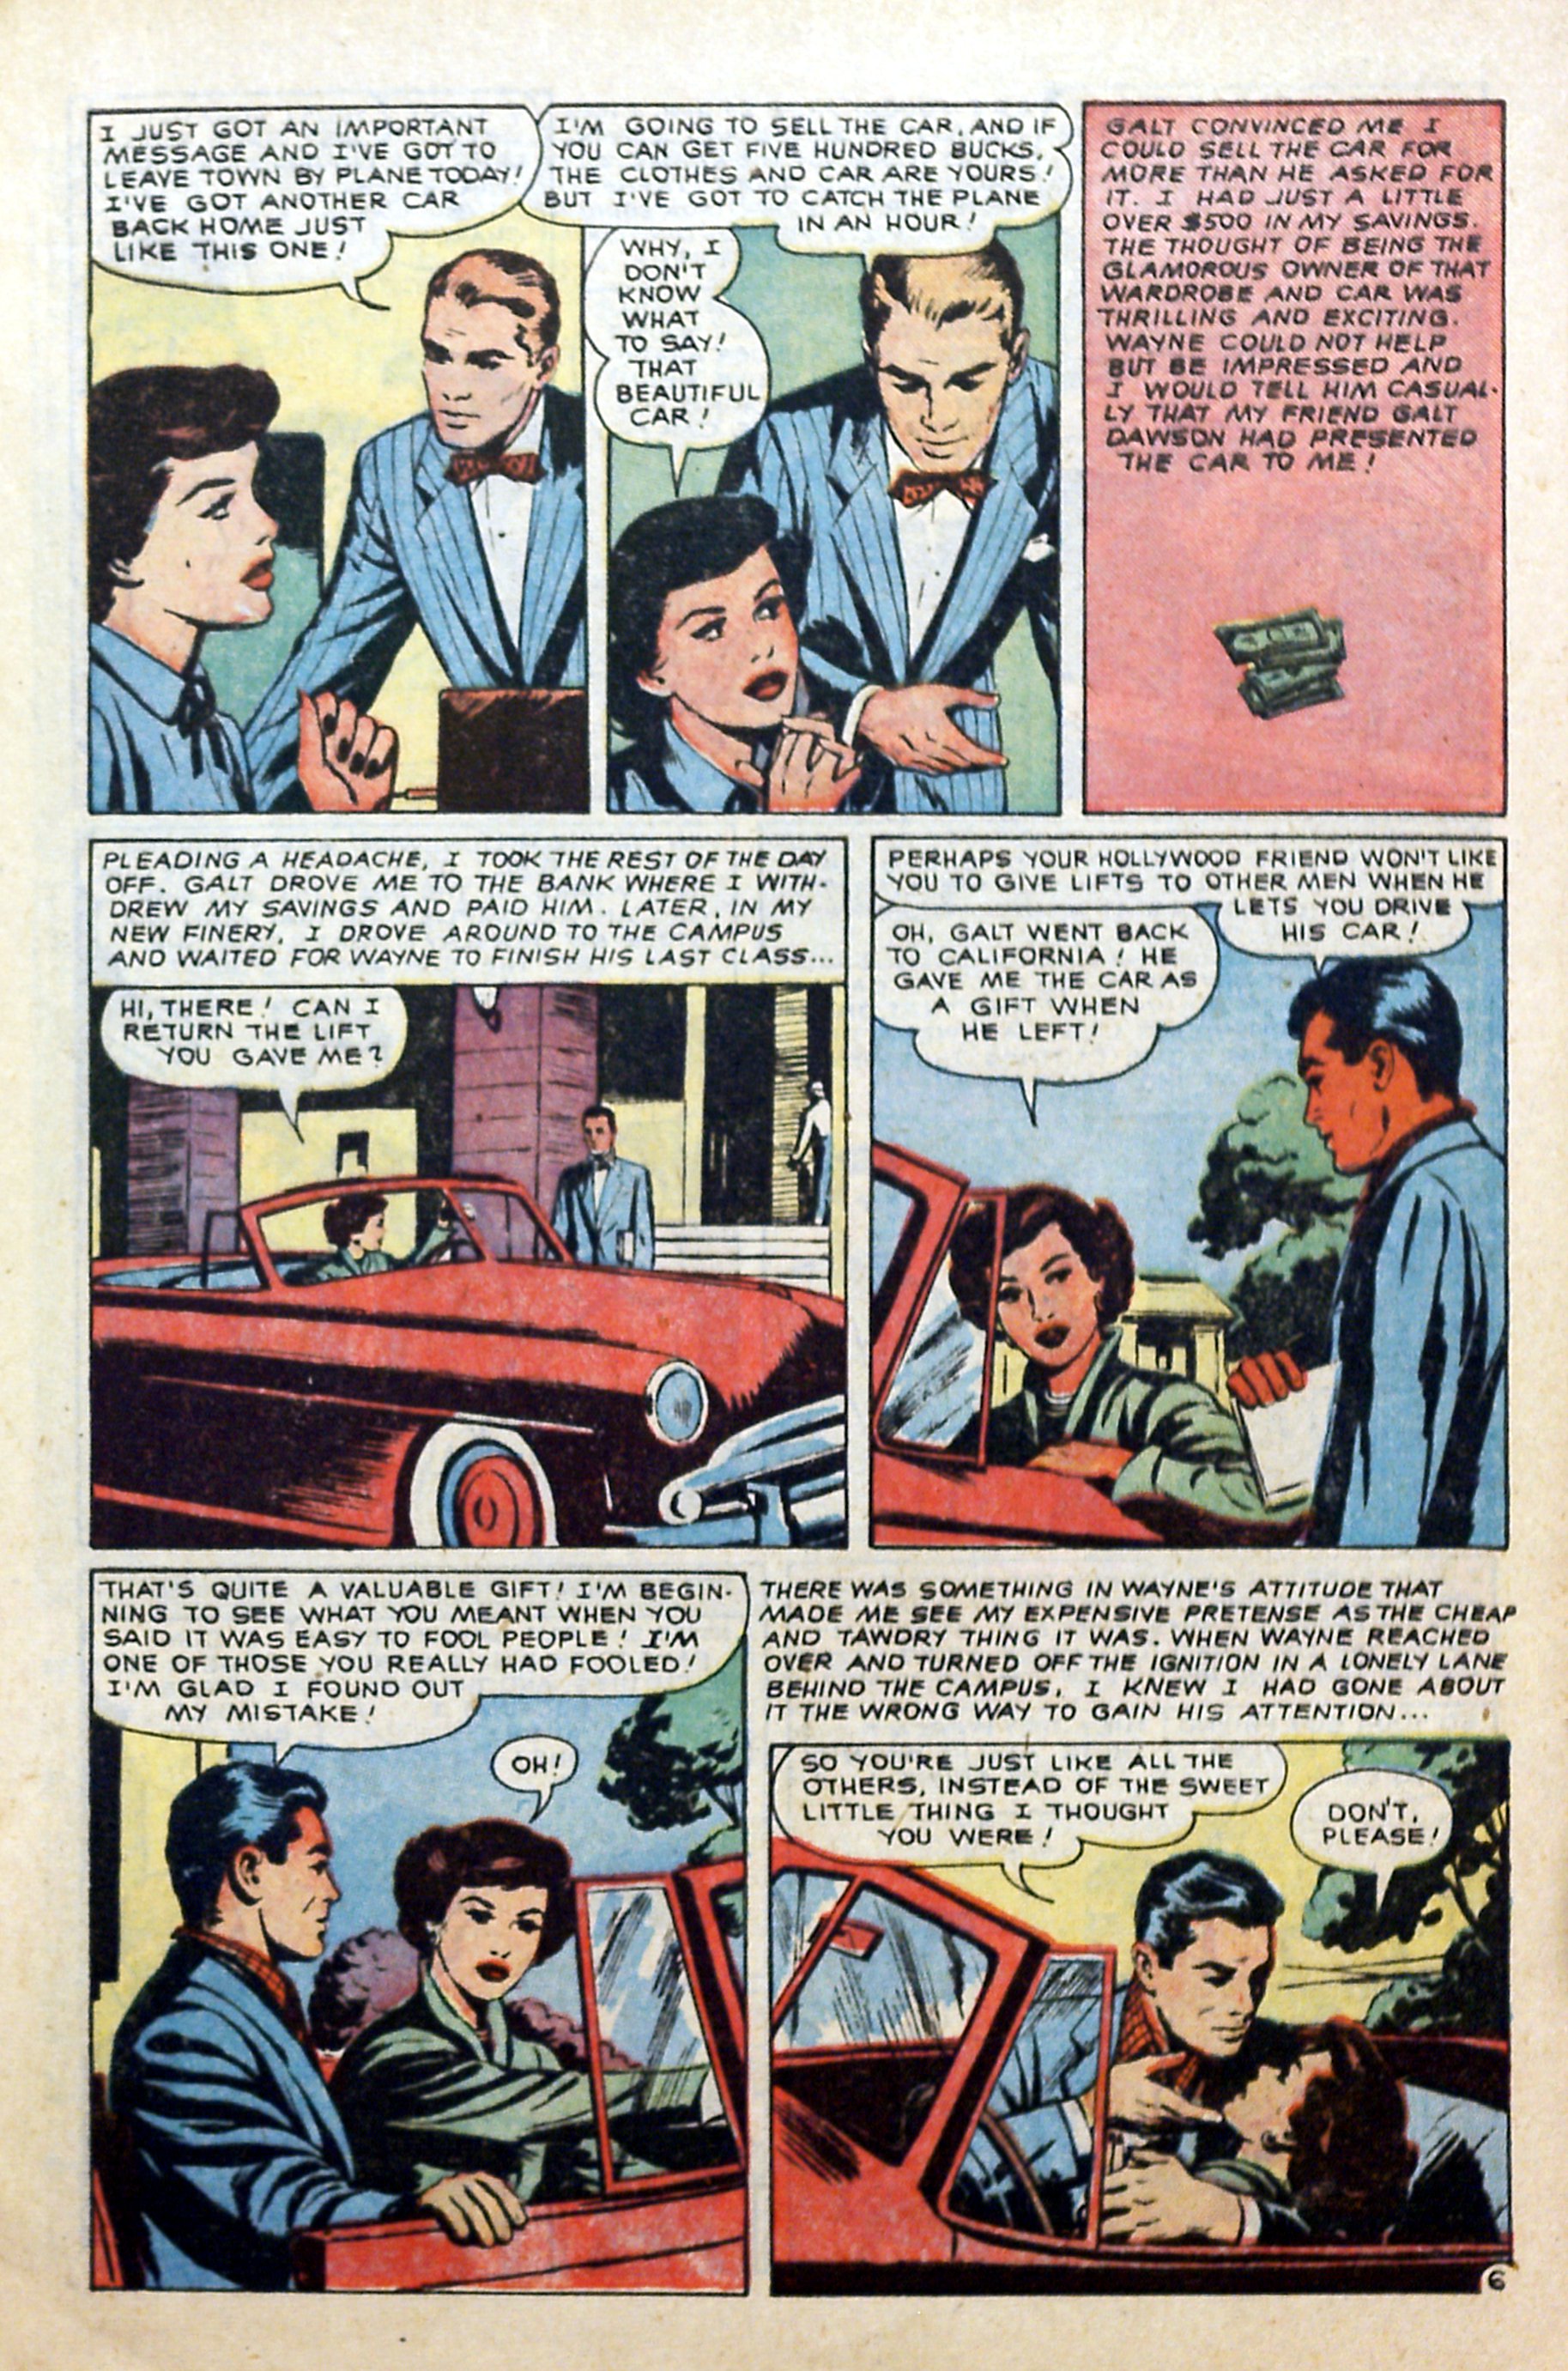 I JUST GOT AN IMPORTANT
MESSAGE AND I'VE GOT TO
LEAVE TOWN BY PLANE TODAY!
I'VE GOT ANOTHER CAR
BACK HOME JUST
LIKE THIS ONE!
I'M GOING TO SELL THE CAR, AND IF
YOU CAN GET FIVE HUNDRED BUCKS,
THE CLOTHES AND CAR ARE YOURS!
BUT I'VE GOT TO CATCH THE PLANE
IN AN HOUR!
WHY, I
DON'T
KNOW
WHAT
TO SAY!
THAT
BEAUTIFUL
CAR!
GALT CONVINCED ME I
COULD SELL THE CAR FOR
MORE THAN HE ASKED FOR
IT. I HAD JUST A LITTLE
OVER $500 IN MY SAVINGS.
THE THOUGHT OF BEING THE
GLAMOROUS OWNER OF THAT
WARDROBE AND CAR WAS
THRILLING AND EXCITING.
WAYNE COULD NOT HELP
BUT BE IMPRESSED AND
I WOULD TELL HIM CASUAL-
LY THAT MY FRIEND GALT
DAWSON HAD PRESENTED
THE CAR TO ME!
PLEADING A HEADACHE, I TOOK THE REST OF THE DAY
OFF. GALT DROVE ME TO THE BANK WHERE I WITH-
DREW MY SAVINGS AND PAID HIM. LATER, IN MY
NEW FINERY, I DROVE AROUND TO THE CAMPUS
AND WAITED FOR WAYNE TO FINISH HIS LAST CLASS...
HI, THERE! CAN I
RETURN THE LIFT
YOU GAVE ME?
PERHAPS YOUR HOLLYWOOD FRIEND WON'T LIKE
YOU TO GIVE LIFTS TO OTHER MEN WHEN HE
LETS YOU DRIVE
HIS CAR!
OH, GALT WENT BACK
TO CALIFORNIA! HE
GAVE ME THE CAR AS
A GIFT WHEN
HE LEFT!
THAT'S QUITE A VALUABLE GIFT! I'M BEGIN-
NING TO SEE WHAT YOU MEANT WHEN YOU
SAID IT WAS EASY TO FOOL PEOPLE! I'M
ONE OF THOSE YOU REALLY HAD FOOLED!
I'M GLAD I FOUND OUT
MY MISTAKE!
OH!
THERE WAS SOMETHING IN WAYNE'S ATTITUDE THAT
MADE ME SEE MY EXPENSIVE PRETENSE AS THE CHEAP
AND TAWDRY THING IT WAS. WHEN WAYNE REACHED
OVER AND TURNED OFF THE IGNITION IN A LONELY LANE
BEHIND THE CAMPUS, I KNEW I HAD GONE ABOUT
IT THE WRONG WAY TO GAIN HIS ATTENTION...
SO YOU'RE JUST LIKE ALL THE
OTHERS, INSTEAD OF THE SWEET
LITTLE THING I THOUGHT
YOU WERE!
DON'T,
PLEASE!
6